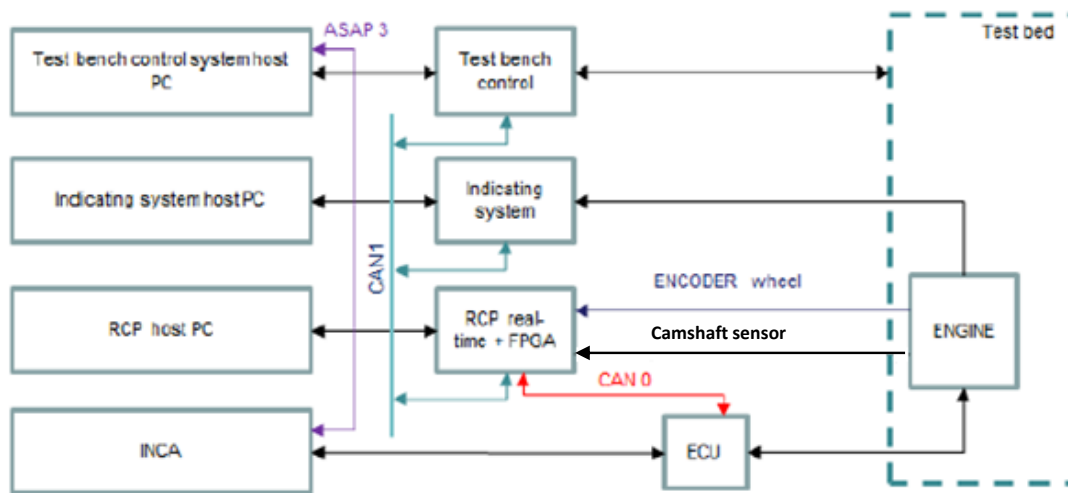 ASAP 3
Test bench control system host
PC
Test bench
control
Test bed
Indicating system host PC
Indicating
system
CAN1
ENCODER wheel
RCP host PC
RCP real-
time + FPGA
Camshaft sensor
ENGINE
CAN 0
INCA
ECU